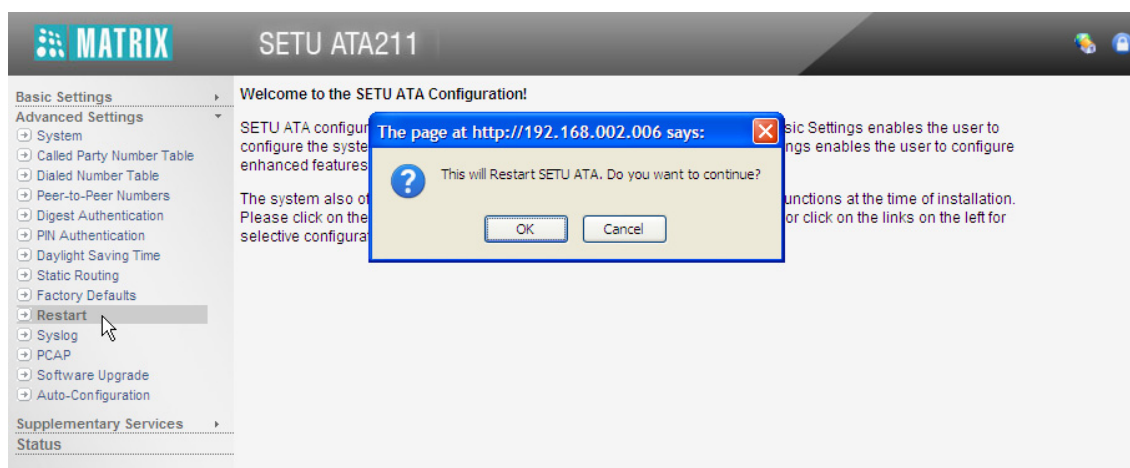 MATRIX
SETU ATA211
Basic Settings
Advanced Settings
System
Called Party Number Table
Dialed Number Table
Peer-to-Peer Numbers
Digest Authentication
PIN Authentication
Daylight Saving Time
Static Routing
Factory Defaults
Restart
Syslog
PCAP
Software Upgrade
Auto-Configuration
Supplementary Services
Status
Welcome to the SETU ATA Configuration!
SETU ATA configur sic Settings enables the user to
configure the syste ngs enables the user to configure
enhanced features
The system also of unctions at the time of installation.
Please click on the or click on the links on the left for
selective configura
The page at http://192.168.002.006 says:
This will Restart SETU ATA. Do you want to continue?
OK
Cancel